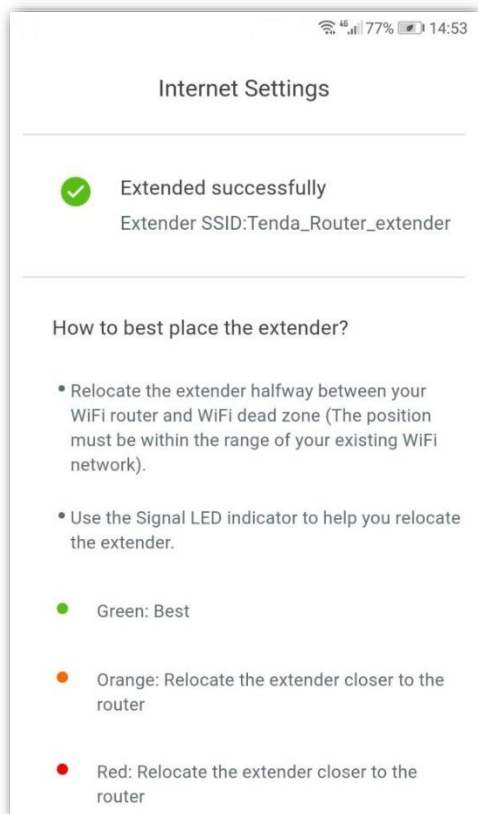 4G 77% 14:53
Internet Settings
Extended successfully
Extender SSID:Tenda_Router_extender
How to best place the extender?
• Relocate the extender halfway between your
WiFi router and WiFi dead zone (The position
must be within the range of your existing WiFi
network).
• Use the Signal LED indicator to help you relocate
the extender.
Green: Best
Orange: Relocate the extender closer to the
router
Red: Relocate the extender closer to the
router